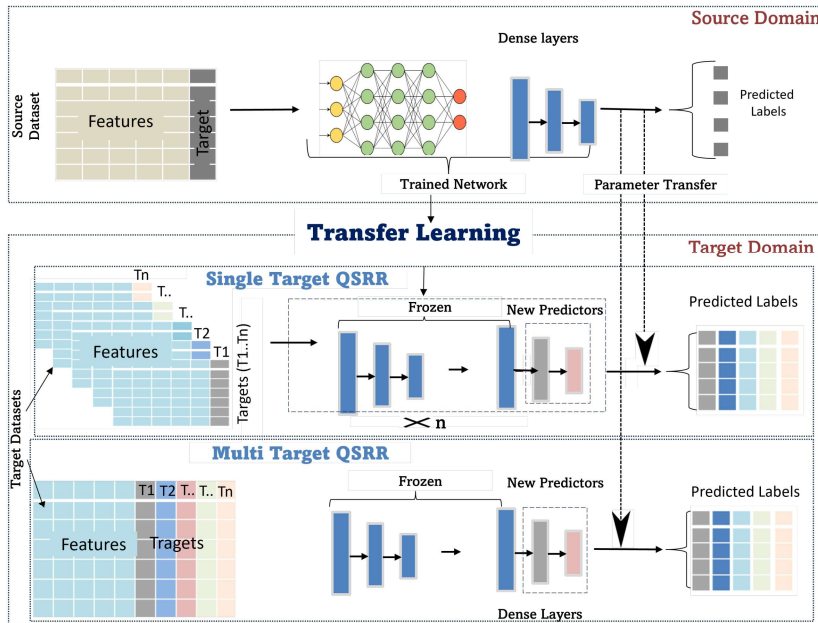 Source Domain
Dense layers
Source
Dataset
Features
Target
Predicted
Labels
Trained Network
Parameter Transfer
Transfer Learning
Target Domain
Single Target QSRR
Tn
T..
T..
T2
T1
Features
Targets (T1..Tn)
Frozen
New Predictors
n
Predicted Labels
Target Datasets
Multi Target QSRR
T1 T2 T.. T.. Tn
Features
Tragets
Frozen
New Predictors
Predicted Labels
Dense Layers